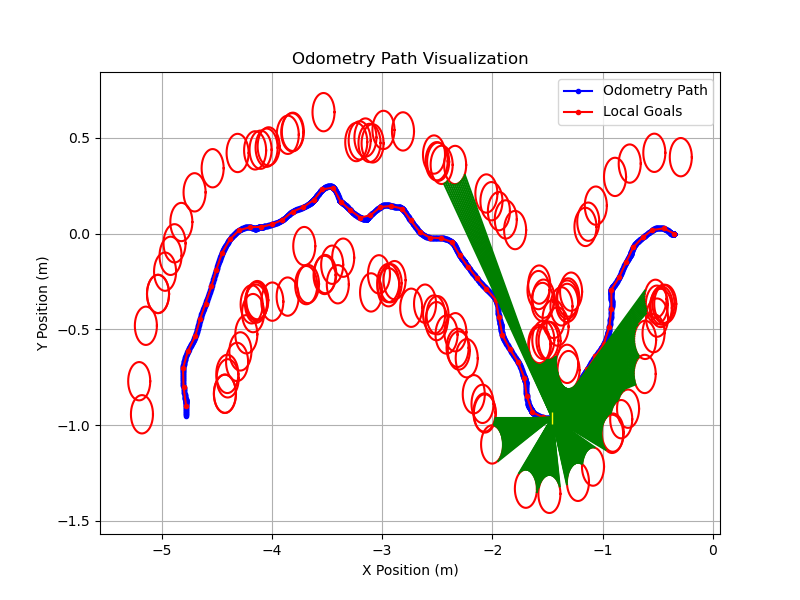 Odometry Path Visualization
Odometry Path
Local Goals
Y Position (m)
0.5
0.0
−0.5
−1.0
−1.5
−5
−4
−3
−2
−1
0
X Position (m)